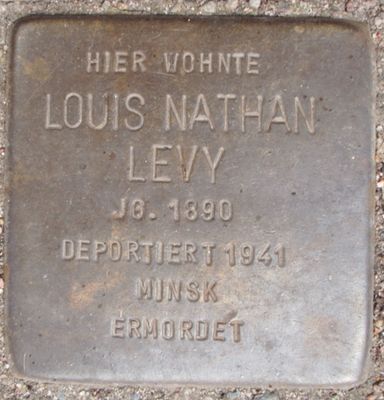 HIER WOHNTE
LOUIS NATHAN
LEVY
JG. 1890
DEPORTIERT 1941
MINSK
ERMORDET